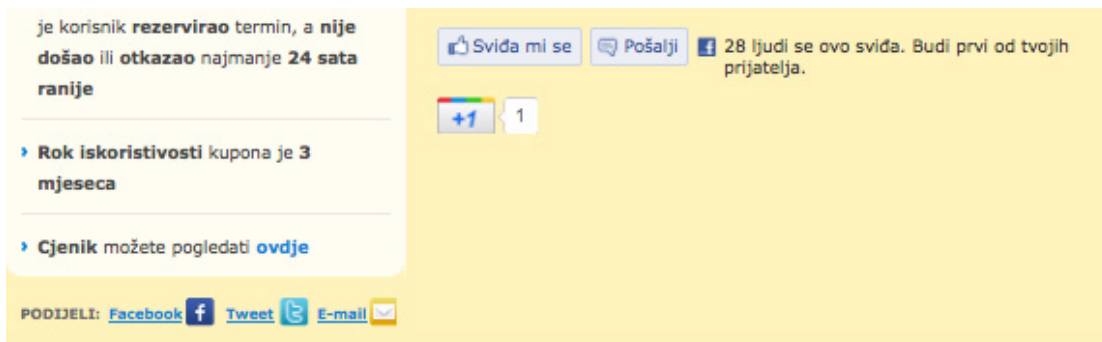 je korisnik rezervirao termin, a nije
došao ili otkazao najmanje 24 sata
ranije
Rok iskoristivosti kupona je 3
mjeseca
Cjenik možete pogledati ovdje
PODIJELI: Facebook Tweet E-mail
Sviđa mi se Pošalji 28 ljudi se ovo sviđa. Budi prvi od tvojih
prijatelja.
+1 1